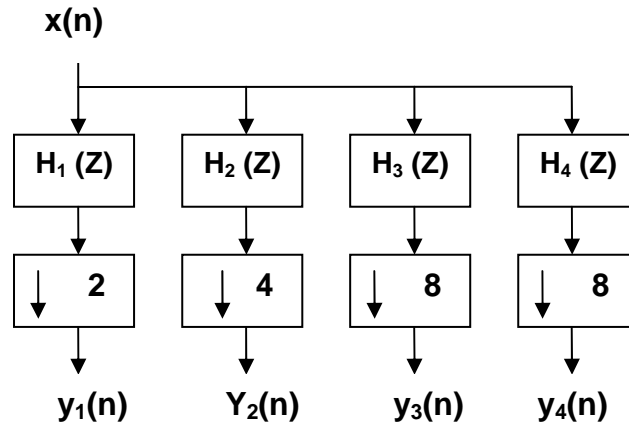 x(n)
H₁ (Z) H₂ (Z) H₃ (Z) H₄ (Z)
2 4 8 8
y₁(n) Y₂(n) y₃(n) y₄(n)